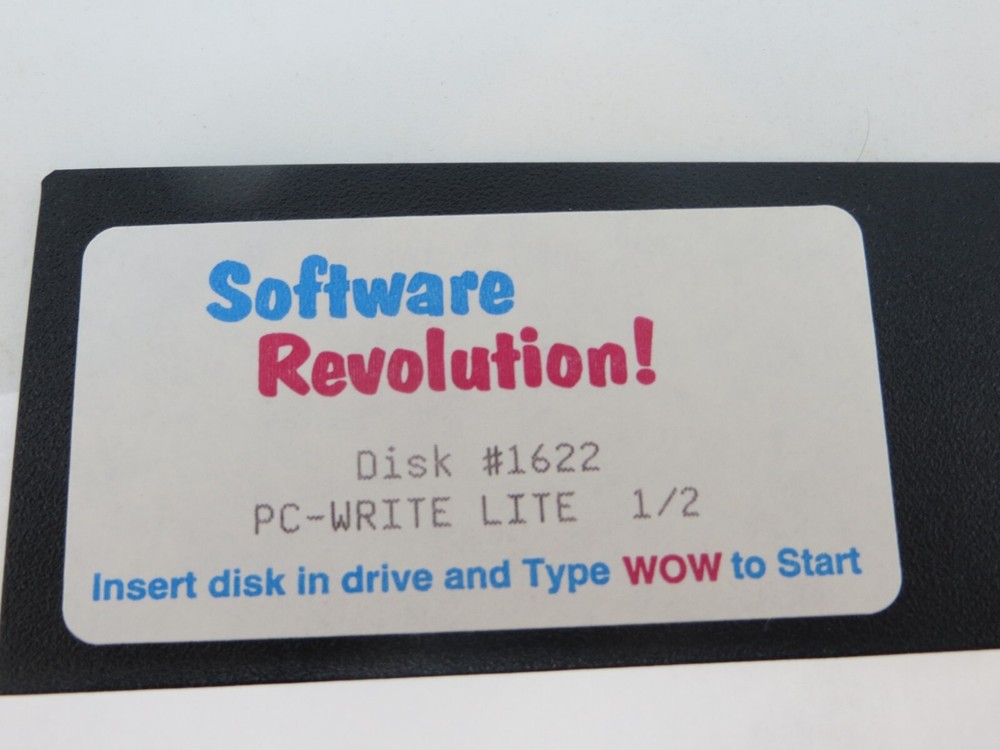 Software
Revolution!
Disk #1622
PC-WRITE LITE 1/2
Insert disk in drive and Type WOW to Start